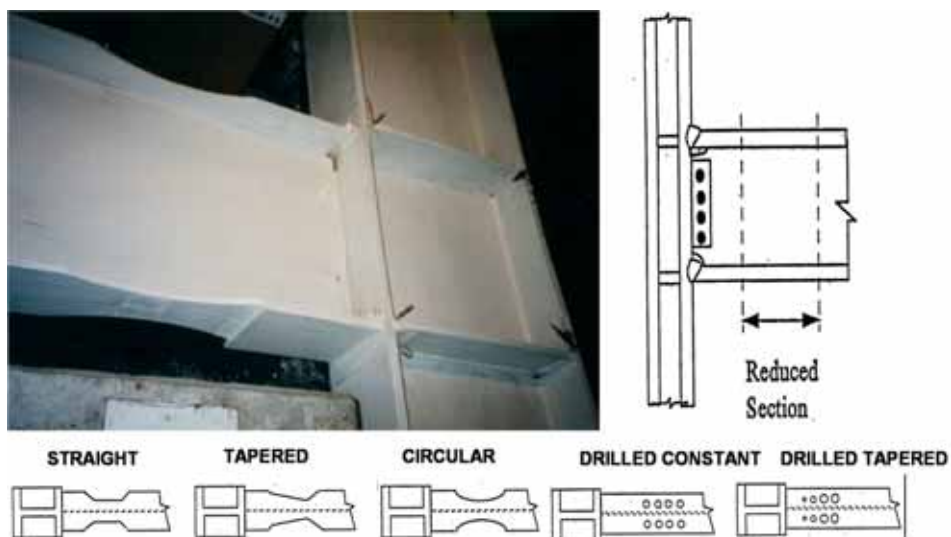 Reduced
Section
STRAIGHT
TAPERED
CIRCULAR
DRILLED CONSTANT
DRILLED TAPERED